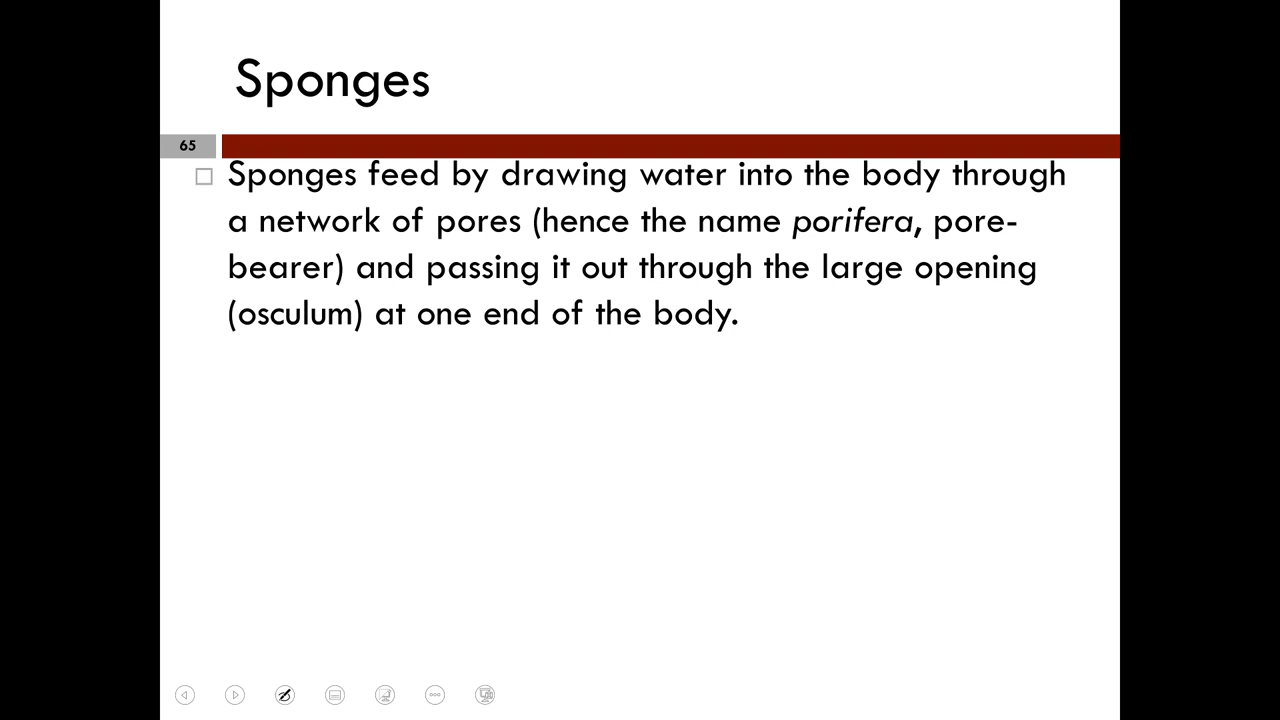 Sponges
65
Sponges feed by drawing water into the body through
a network of pores (hence the name porifera, pore-
bearer) and passing it out through the large opening
(osculum) at one end of the body.